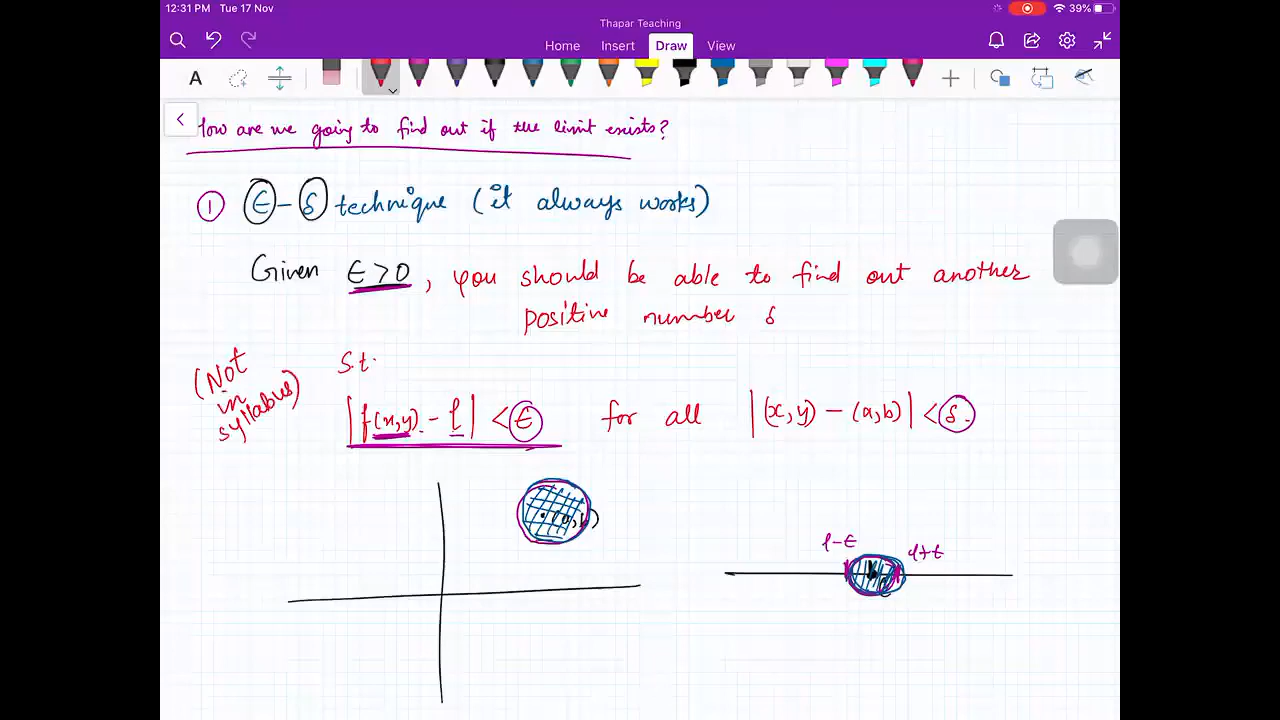 12:31 PM Tue 17 Nov
39%
Thapar Teaching
Home Insert Draw View
A
How are we going to find out if the limit exists?
① ϵ-δ technique (it always works)
Given ϵ>0, you should be able to find out another
positive number δ
S.t.
(Not
in
syllabus)
|f(x,y) - l| < ϵ for all |(x,y) - (a,b)| < δ.
(a,b)
l-ϵ l+ϵ
l